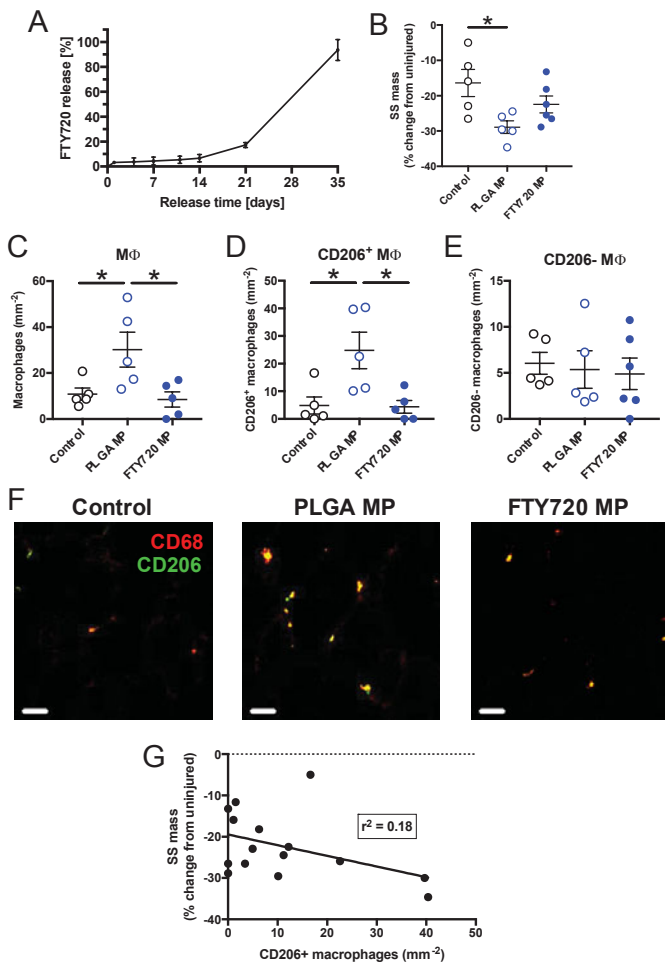 A
FTY720 release [%]
100
80
60
40
20
0
0
7
14
21
28
35
Release time [days]
B
SS mass
(% change from uninjured)
0
-10
-20
-30
-40
*
Control
PLGA MP
FTY720 MP
C
MΦ
Macrophages (mm-2)
60
40
20
0
* *
Control
PLGA MP
FTY720 MP
D
CD206+ MΦ
CD206+ macrophages (mm-2)
50
40
30
20
10
0
* *
Control
PLGA MP
FTY720 MP
E
CD206- MΦ
CD206- macrophages (mm-2)
15
10
5
0
Control
PLGA MP
FTY720 MP
F
Control PLGA MP FTY720 MP
CD68
CD206
G
SS mass
(% change from uninjured)
0
-10
-20
-30
-40
r2 = 0.18
0 10 20 30 40 50
CD206+ macrophages (mm-2)